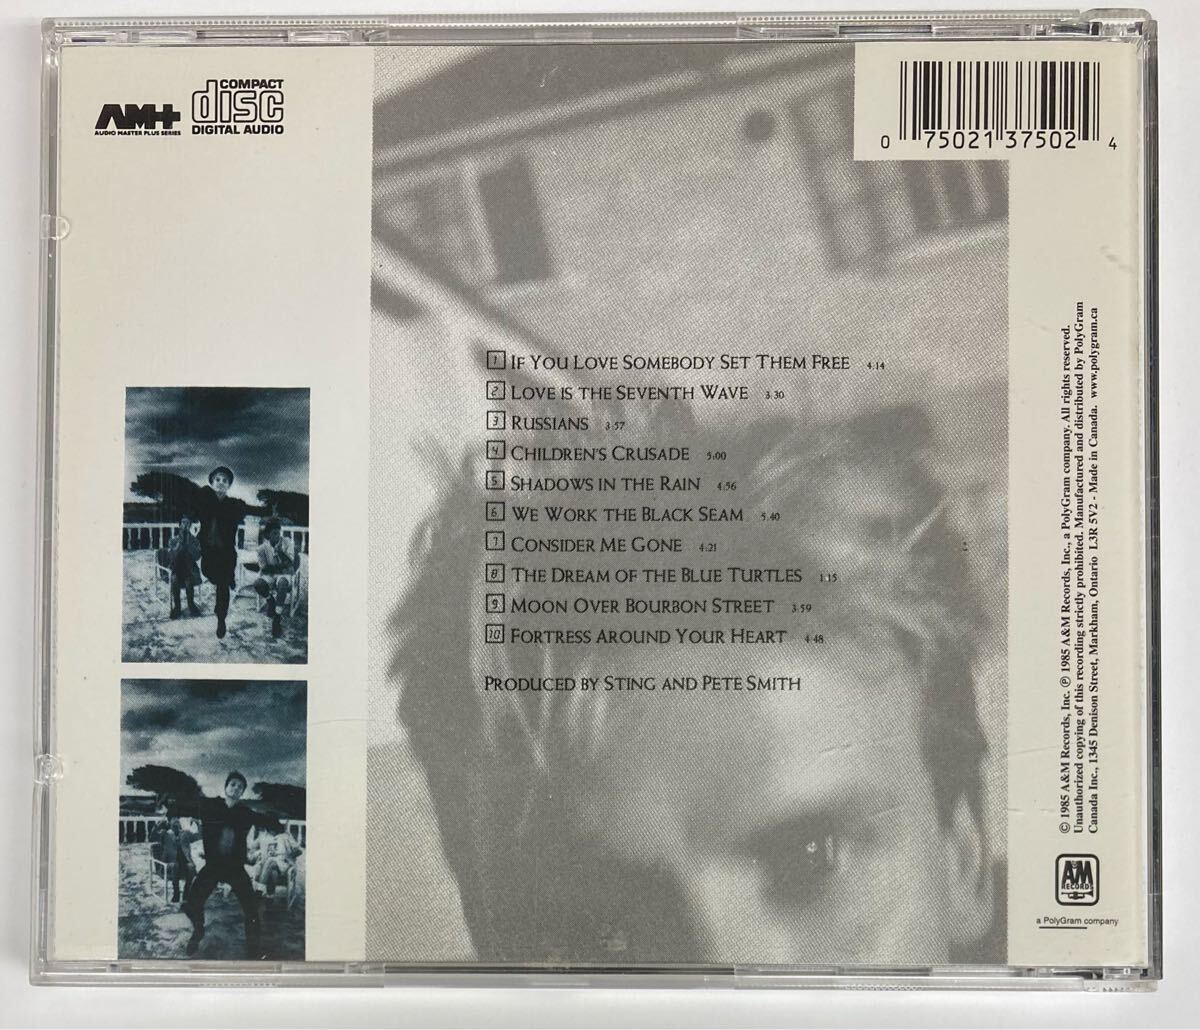 AM+
AUDIO MASTER PLUS SERIES
COMPACT
disc
DIGITAL AUDIO
0 75021 37502 4
1 IF YOU LOVE SOMEBODY SET THEM FREE 4:14
2 LOVE IS THE SEVENTH WAVE 3:30
3 RUSSIANS 3:57
4 CHILDREN'S CRUSADE 5:00
5 SHADOWS IN THE RAIN 4:56
6 WE WORK THE BLACK SEAM 5:40
7 CONSIDER ME GONE 4:21
8 THE DREAM OF THE BLUE TURTLES 1:15
9 MOON OVER BOURBON STREET 3:59
10 FORTRESS AROUND YOUR HEART 4:48
PRODUCED BY STING AND PETE SMITH
© 1985 A&M Records, Inc. ℗ 1985 A&M Records, Inc., a PolyGram company. All rights reserved.
Unauthorized copying of this recording strictly prohibited. Manufactured and distributed by PolyGram
Canada Inc., 1345 Denison Street, Markham, Ontario L3R 5V2 - Made in Canada. www.polygram.ca
A&M
RECORDS
a PolyGram company